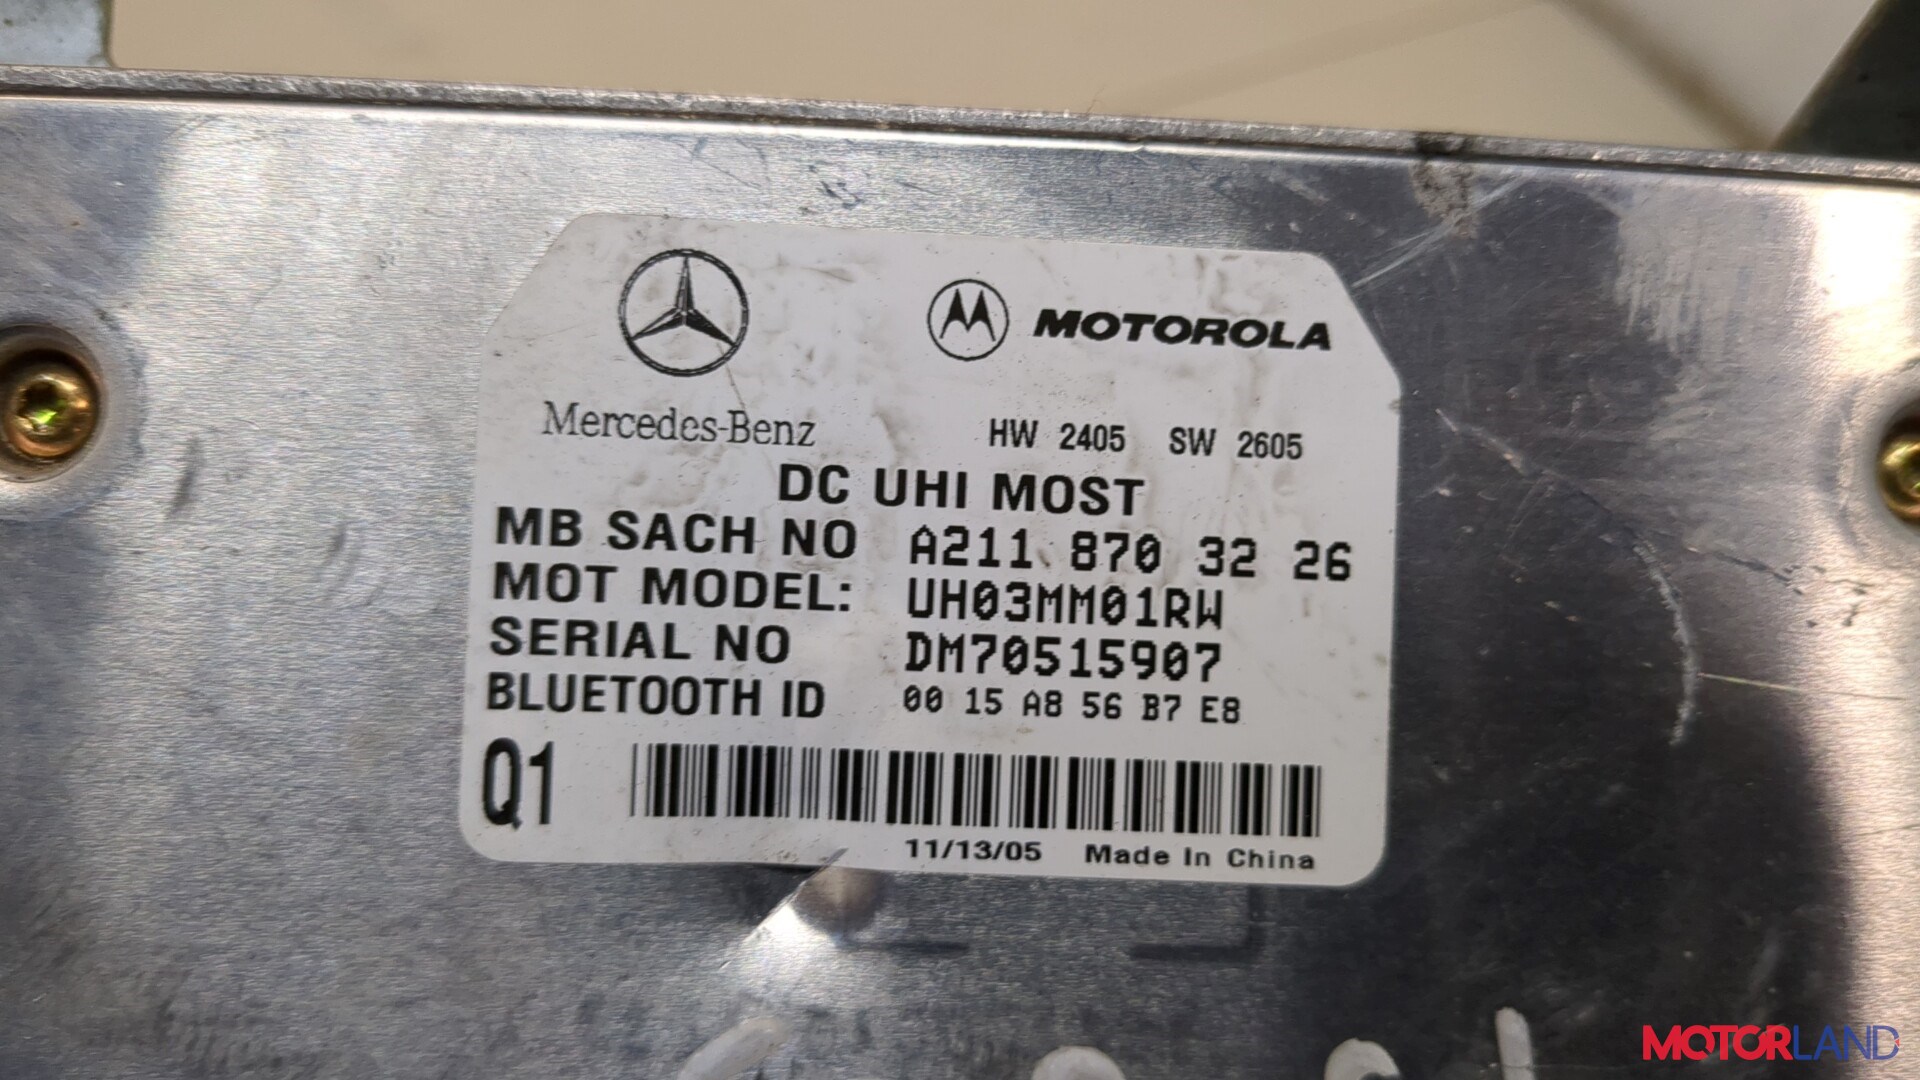 MOTOROLA
Mercedes-Benz
HW 2405 SW 2605
DC UHI MOST
MB SACH NO A211 870 32 26
MOT MODEL: UH03MM01RW
SERIAL NO DM70515907
BLUETOOTH ID 00 15 A8 56 B7 E8
Q1
11/13/05 Made In China
MOTORLAND